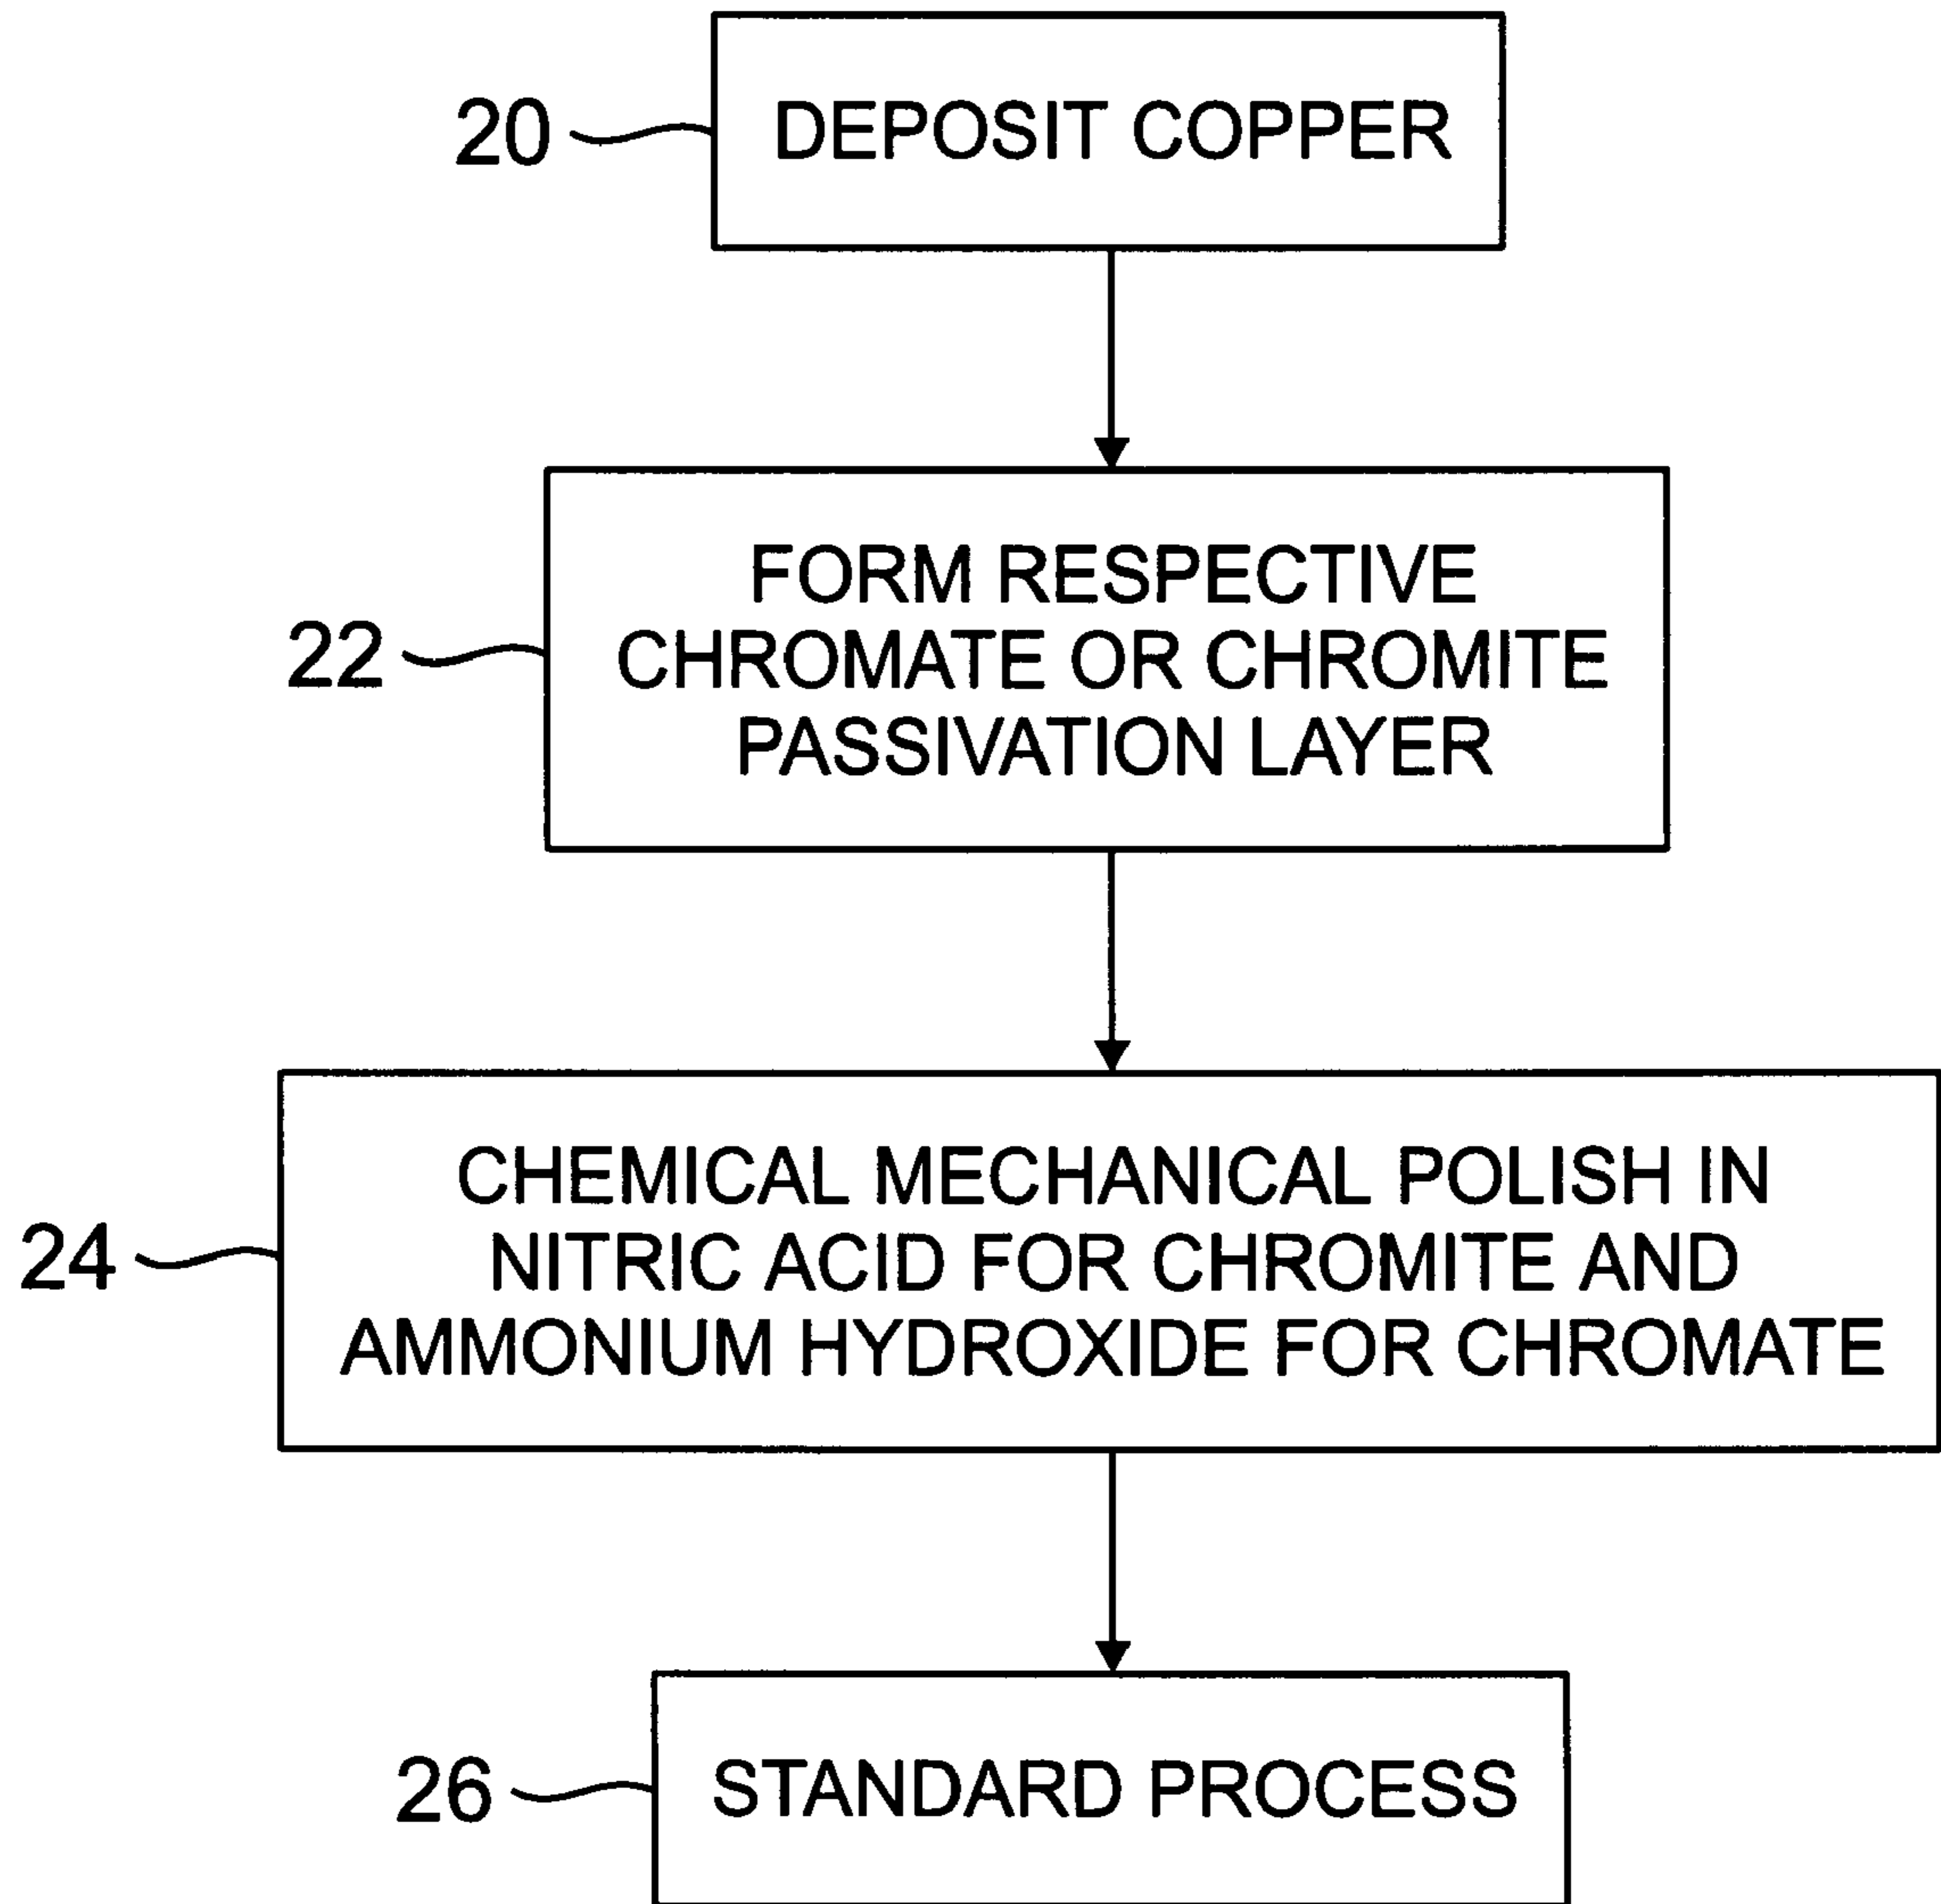 20
DEPOSIT COPPER
22
FORM RESPECTIVE
CHROMATE OR CHROMITE
PASSIVATION LAYER
24
CHEMICAL MECHANICAL POLISH IN
NITRIC ACID FOR CHROMITE AND
AMMONIUM HYDROXIDE FOR CHROMATE
26
STANDARD PROCESS